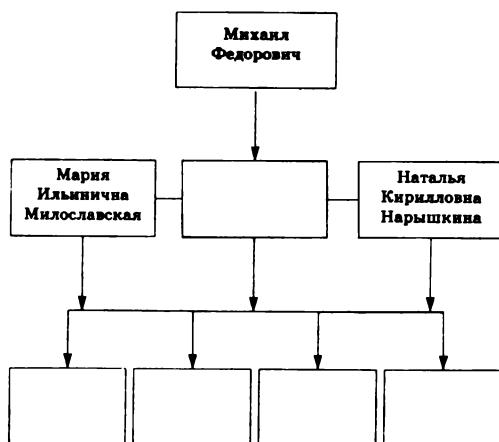 Михаил
Федорович
Мария
Ильинична
Милославская
Наталья
Кирилловна
Нарышкина